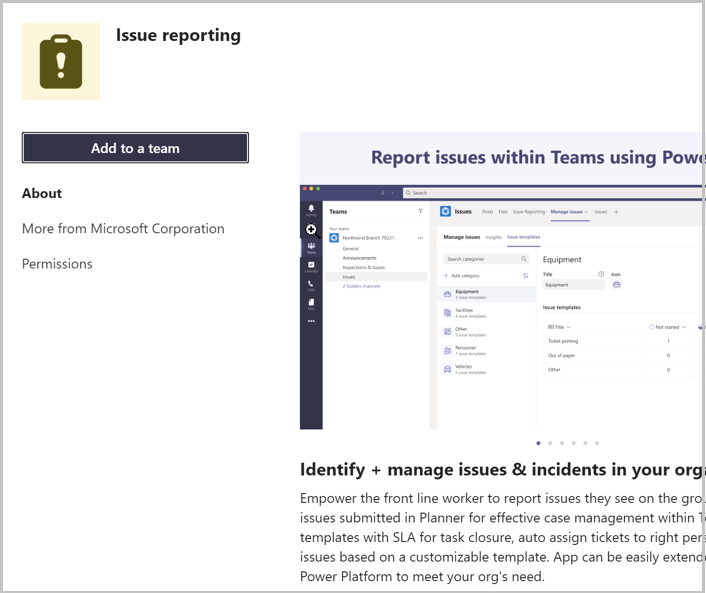 Issue reporting
Add to a team
About
More from Microsoft Corporation
Permissions
Report issues within Teams using Powe
Search
Teams
Your teams
Northwind Branch 70231
General
Announcements
Inspections & Issues
Issues
2 hidden channels
Activity
Teams
Calendar
Calls
Files
Issues
Posts Files Issue Reporting Manage Issues Issues
Manage Issues Insights Issue templates
Search categories
Add category
Equipment
3 issue templates
Facilities
4 issue templates
Other
5 issue templates
Personnel
7 issue templates
Vehicles
5 issue templates
Equipment
Title Icon
Equipment
Issue templates
Title Not started
Ticket printing 1
Out of paper 0
Other 0
Identify + manage issues & incidents in your orga
Empower the front line worker to report issues they see on the
issues submitted in Planner for effective case management within
templates with SLA for task closure, auto assign tickets to right
issues based on a customizable template. App can be easily
Power Platform to meet your org's need.